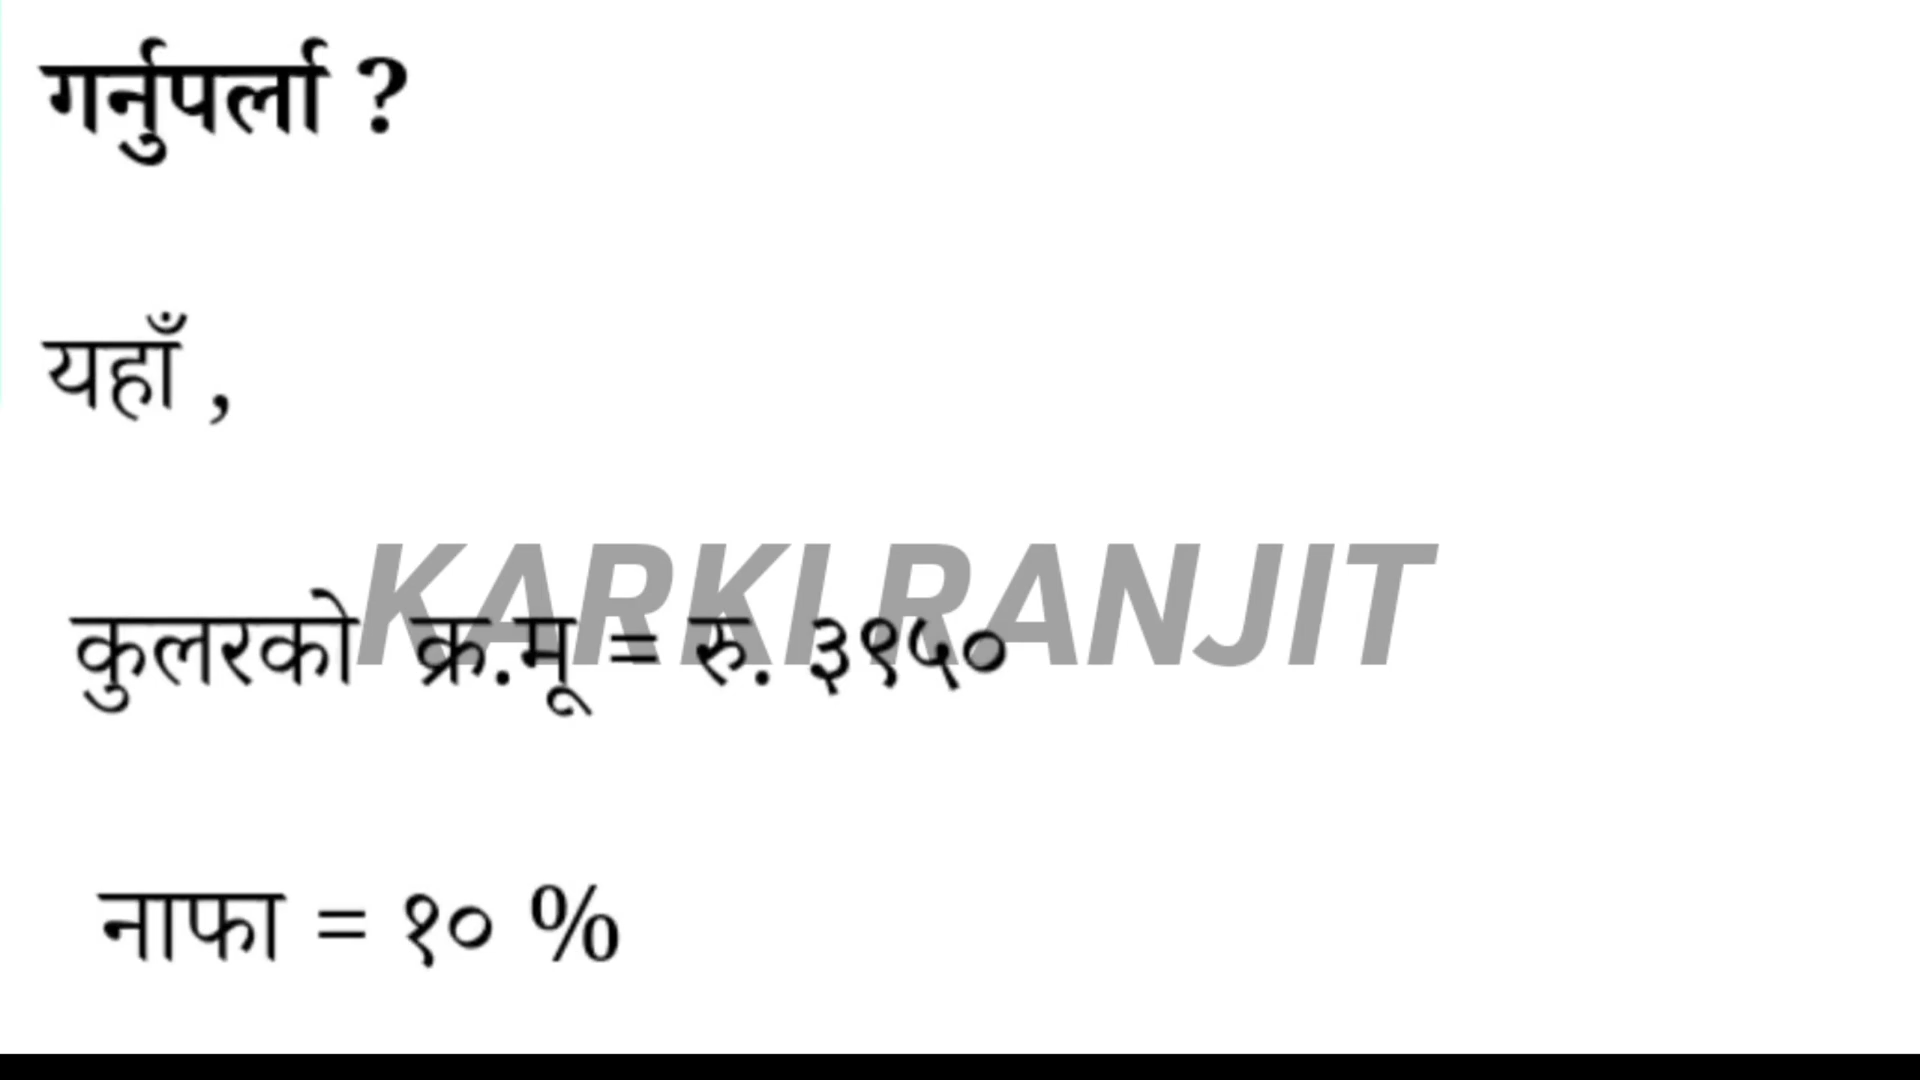 गर्नुपर्ला ?
यहाँ ,
KARKI RANJIT
कुलरको क्र.मू = रु. ३९५०
नाफा = १० %